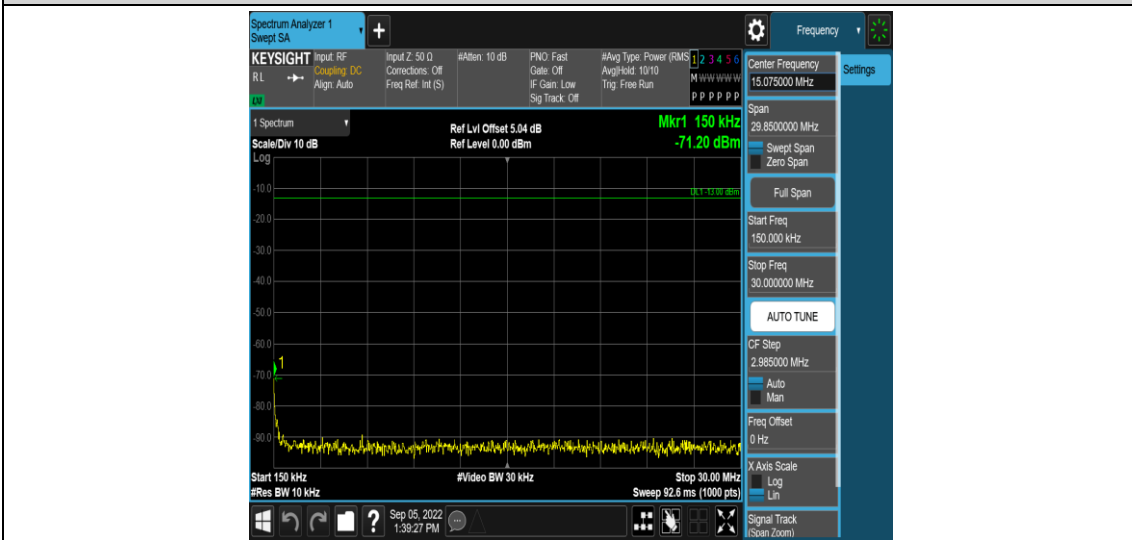 Spectrum Analyzer 1
Swept SA
+
Frequency
KEYSIGHT
RL
LXI
Input: RF
Coupling: DC
Align: Auto
Input Z: 50 Ω
Corrections: Off
Freq Ref: Int (S)
#Atten: 10 dB
PNO: Fast
Gate: Off
IF Gain: Low
Sig Track: Off
#Avg Type: Power (RMS
Avg|Hold: 10/10
Trig: Free Run
1 2 3 4 5 6
M W W W W W
P P P P P P
Center Frequency
15.075000 MHz
Settings
Span
29.8500000 MHz
Swept Span
Zero Span
Full Span
Start Freq
150.000 kHz
Stop Freq
30.000000 MHz
AUTO TUNE
CF Step
2.985000 MHz
Auto
Man
Freq Offset
0 Hz
X Axis Scale
Log
Lin
Signal Track
(Span Zoom)
1 Spectrum
Scale/Div 10 dB
Log
Ref Lvl Offset 5.04 dB
Ref Level 0.00 dBm
Mkr1 150 kHz
-71.20 dBm
DL1 -13.00 dBm
-10.0
-20.0
-30.0
-40.0
-50.0
-60.0
1
-70.0
-80.0
-90.0
Start 150 kHz
#Video BW 30 kHz
Stop 30.00 MHz
#Res BW 10 kHz
Sweep 92.6 ms (1000 pts)
?
Sep 05, 2022
1:39:27 PM